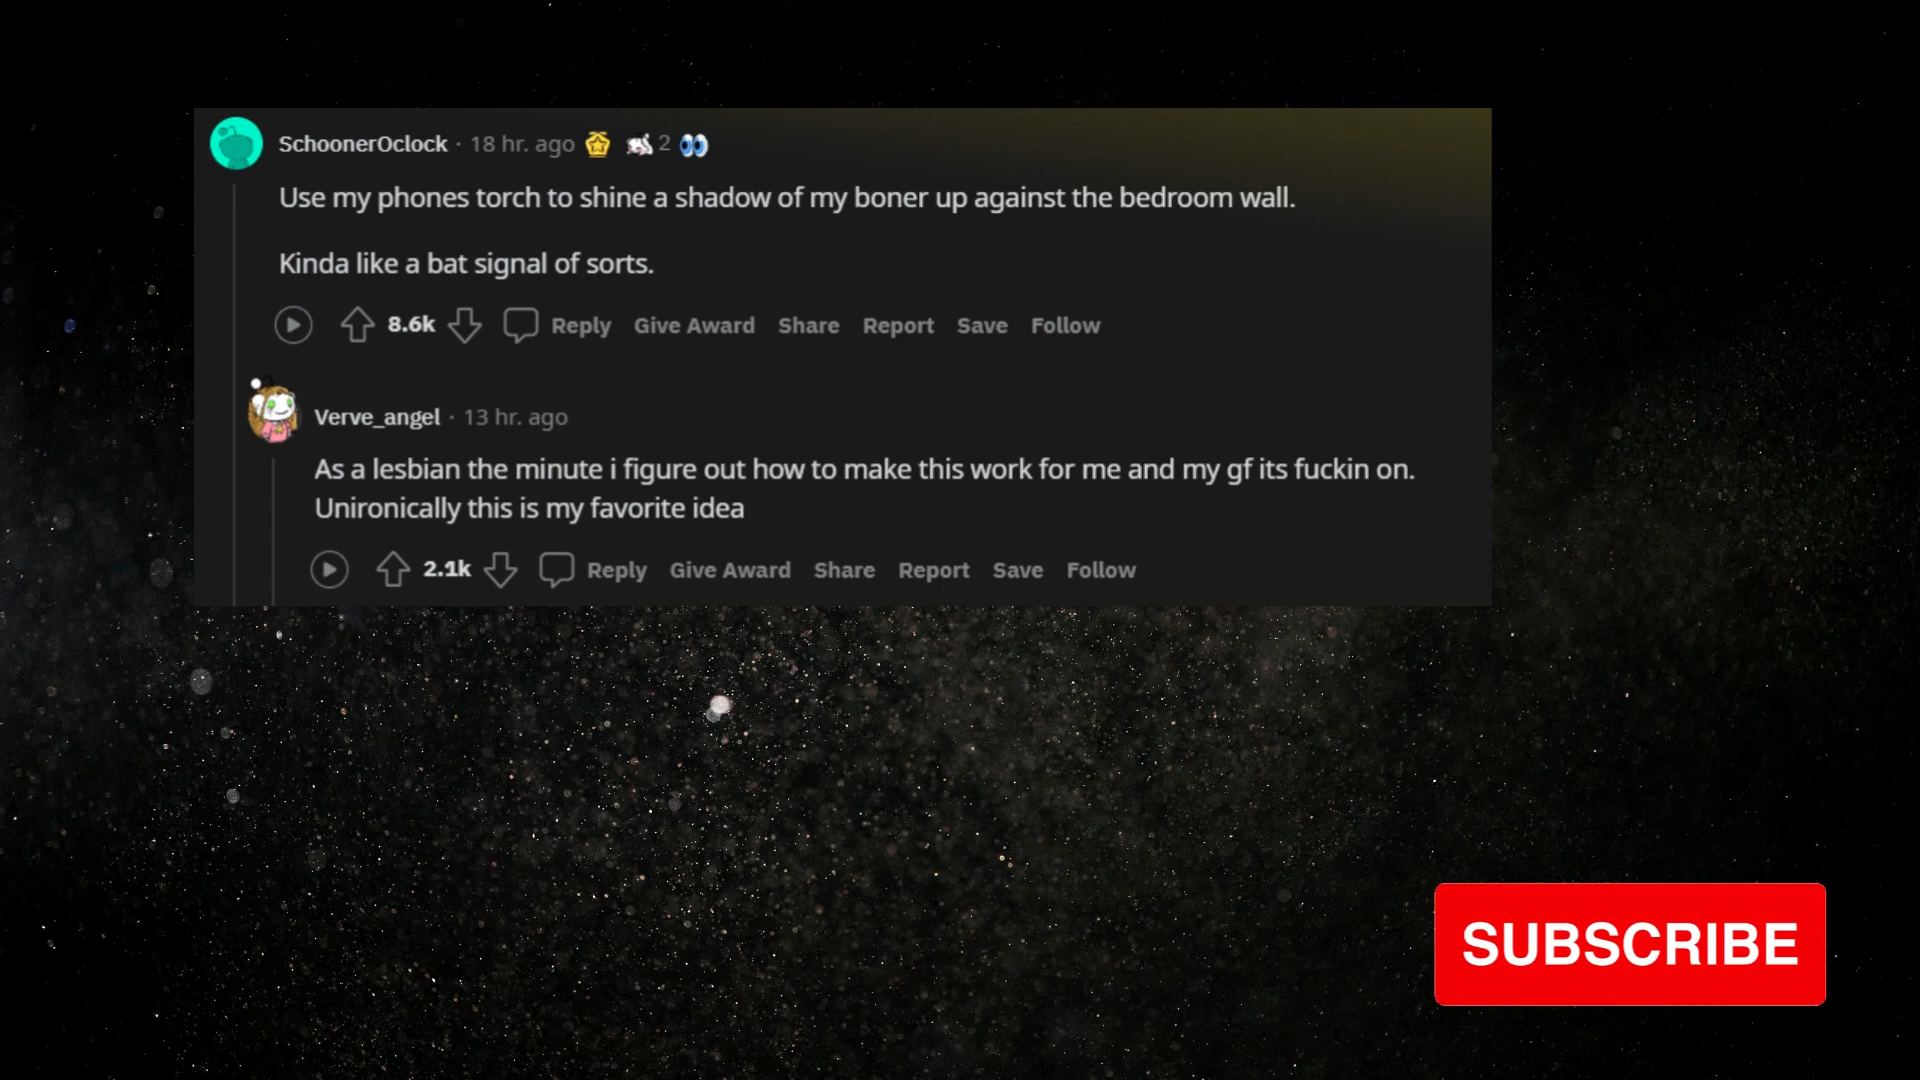 SchoonerOclock · 18 hr. ago 2
Use my phones torch to shine a shadow of my boner up against the bedroom wall.
Kinda like a bat signal of sorts.
8.6k Reply Give Award Share Report Save Follow
Verve_angel · 13 hr. ago
As a lesbian the minute i figure out how to make this work for me and my gf its fuckin on.
Unironically this is my favorite idea
2.1k Reply Give Award Share Report Save Follow
SUBSCRIBE